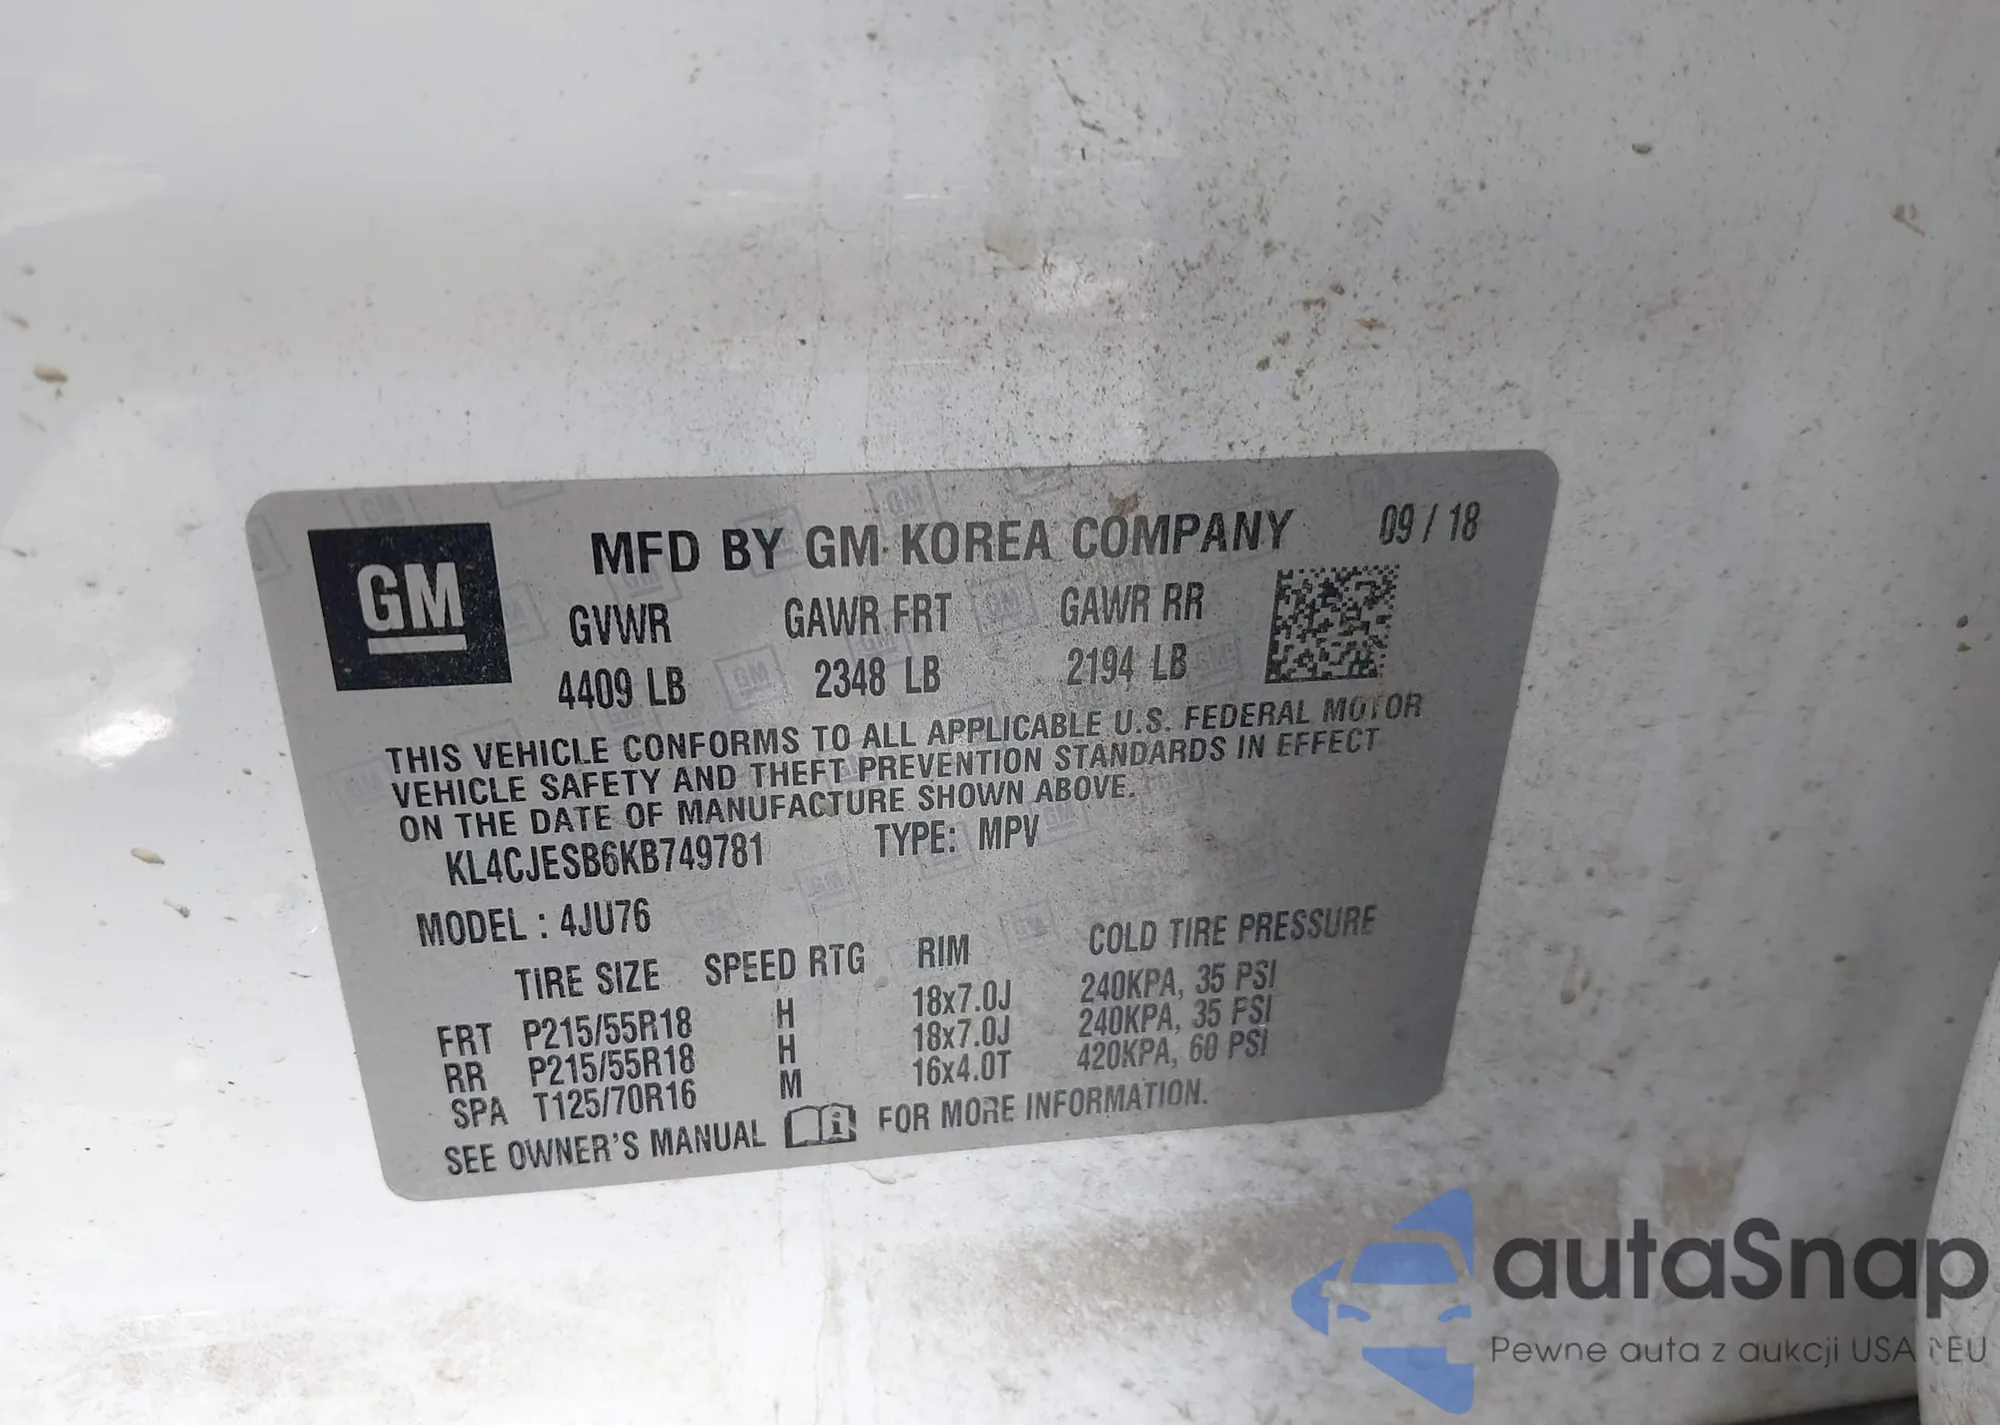 GM
MFD BY GM KOREA COMPANY 09 / 18
GVWR GAWR FRT GAWR RR
4409 LB 2348 LB 2194 LB
THIS VEHICLE CONFORMS TO ALL APPLICABLE U.S. FEDERAL MOTOR
VEHICLE SAFETY AND THEFT PREVENTION STANDARDS IN EFFECT
ON THE DATE OF MANUFACTURE SHOWN ABOVE.
KL4CJESB6KB749781 TYPE: MPV
MODEL : 4JU76
TIRE SIZE SPEED RTG RIM COLD TIRE PRESSURE
FRT P215/55R18 H 18x7.0J 240KPA, 35 PSI
RR P215/55R18 H 18x7.0J 240KPA, 35 PSI
SPA T125/70R16 M 16x4.0T 420KPA, 60 PSI
SEE OWNER'S MANUAL i FOR MORE INFORMATION.
autaSnap
Pewne auta z aukcji USA i EU